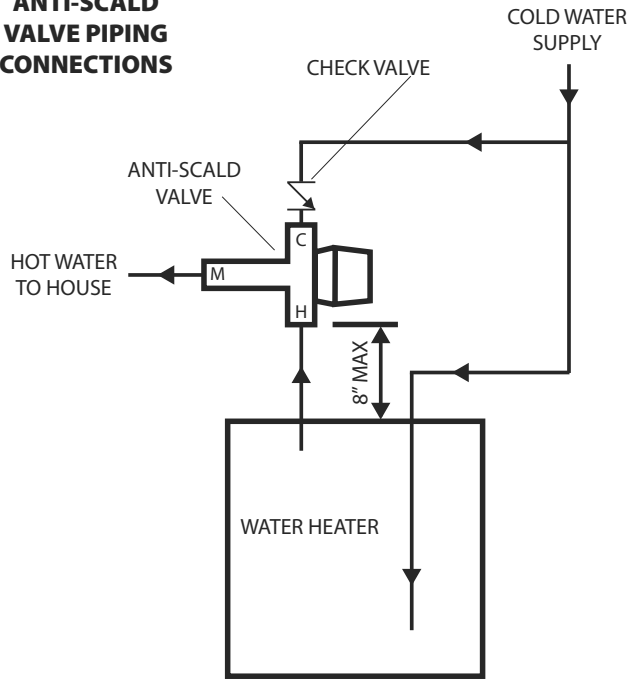 ANTI-SCALD
VALVE PIPING
CONNECTIONS
COLD WATER
SUPPLY
CHECK VALVE
ANTI-SCALD
VALVE
C
HOT WATER
TO HOUSE
M
H
8" MAX
WATER HEATER